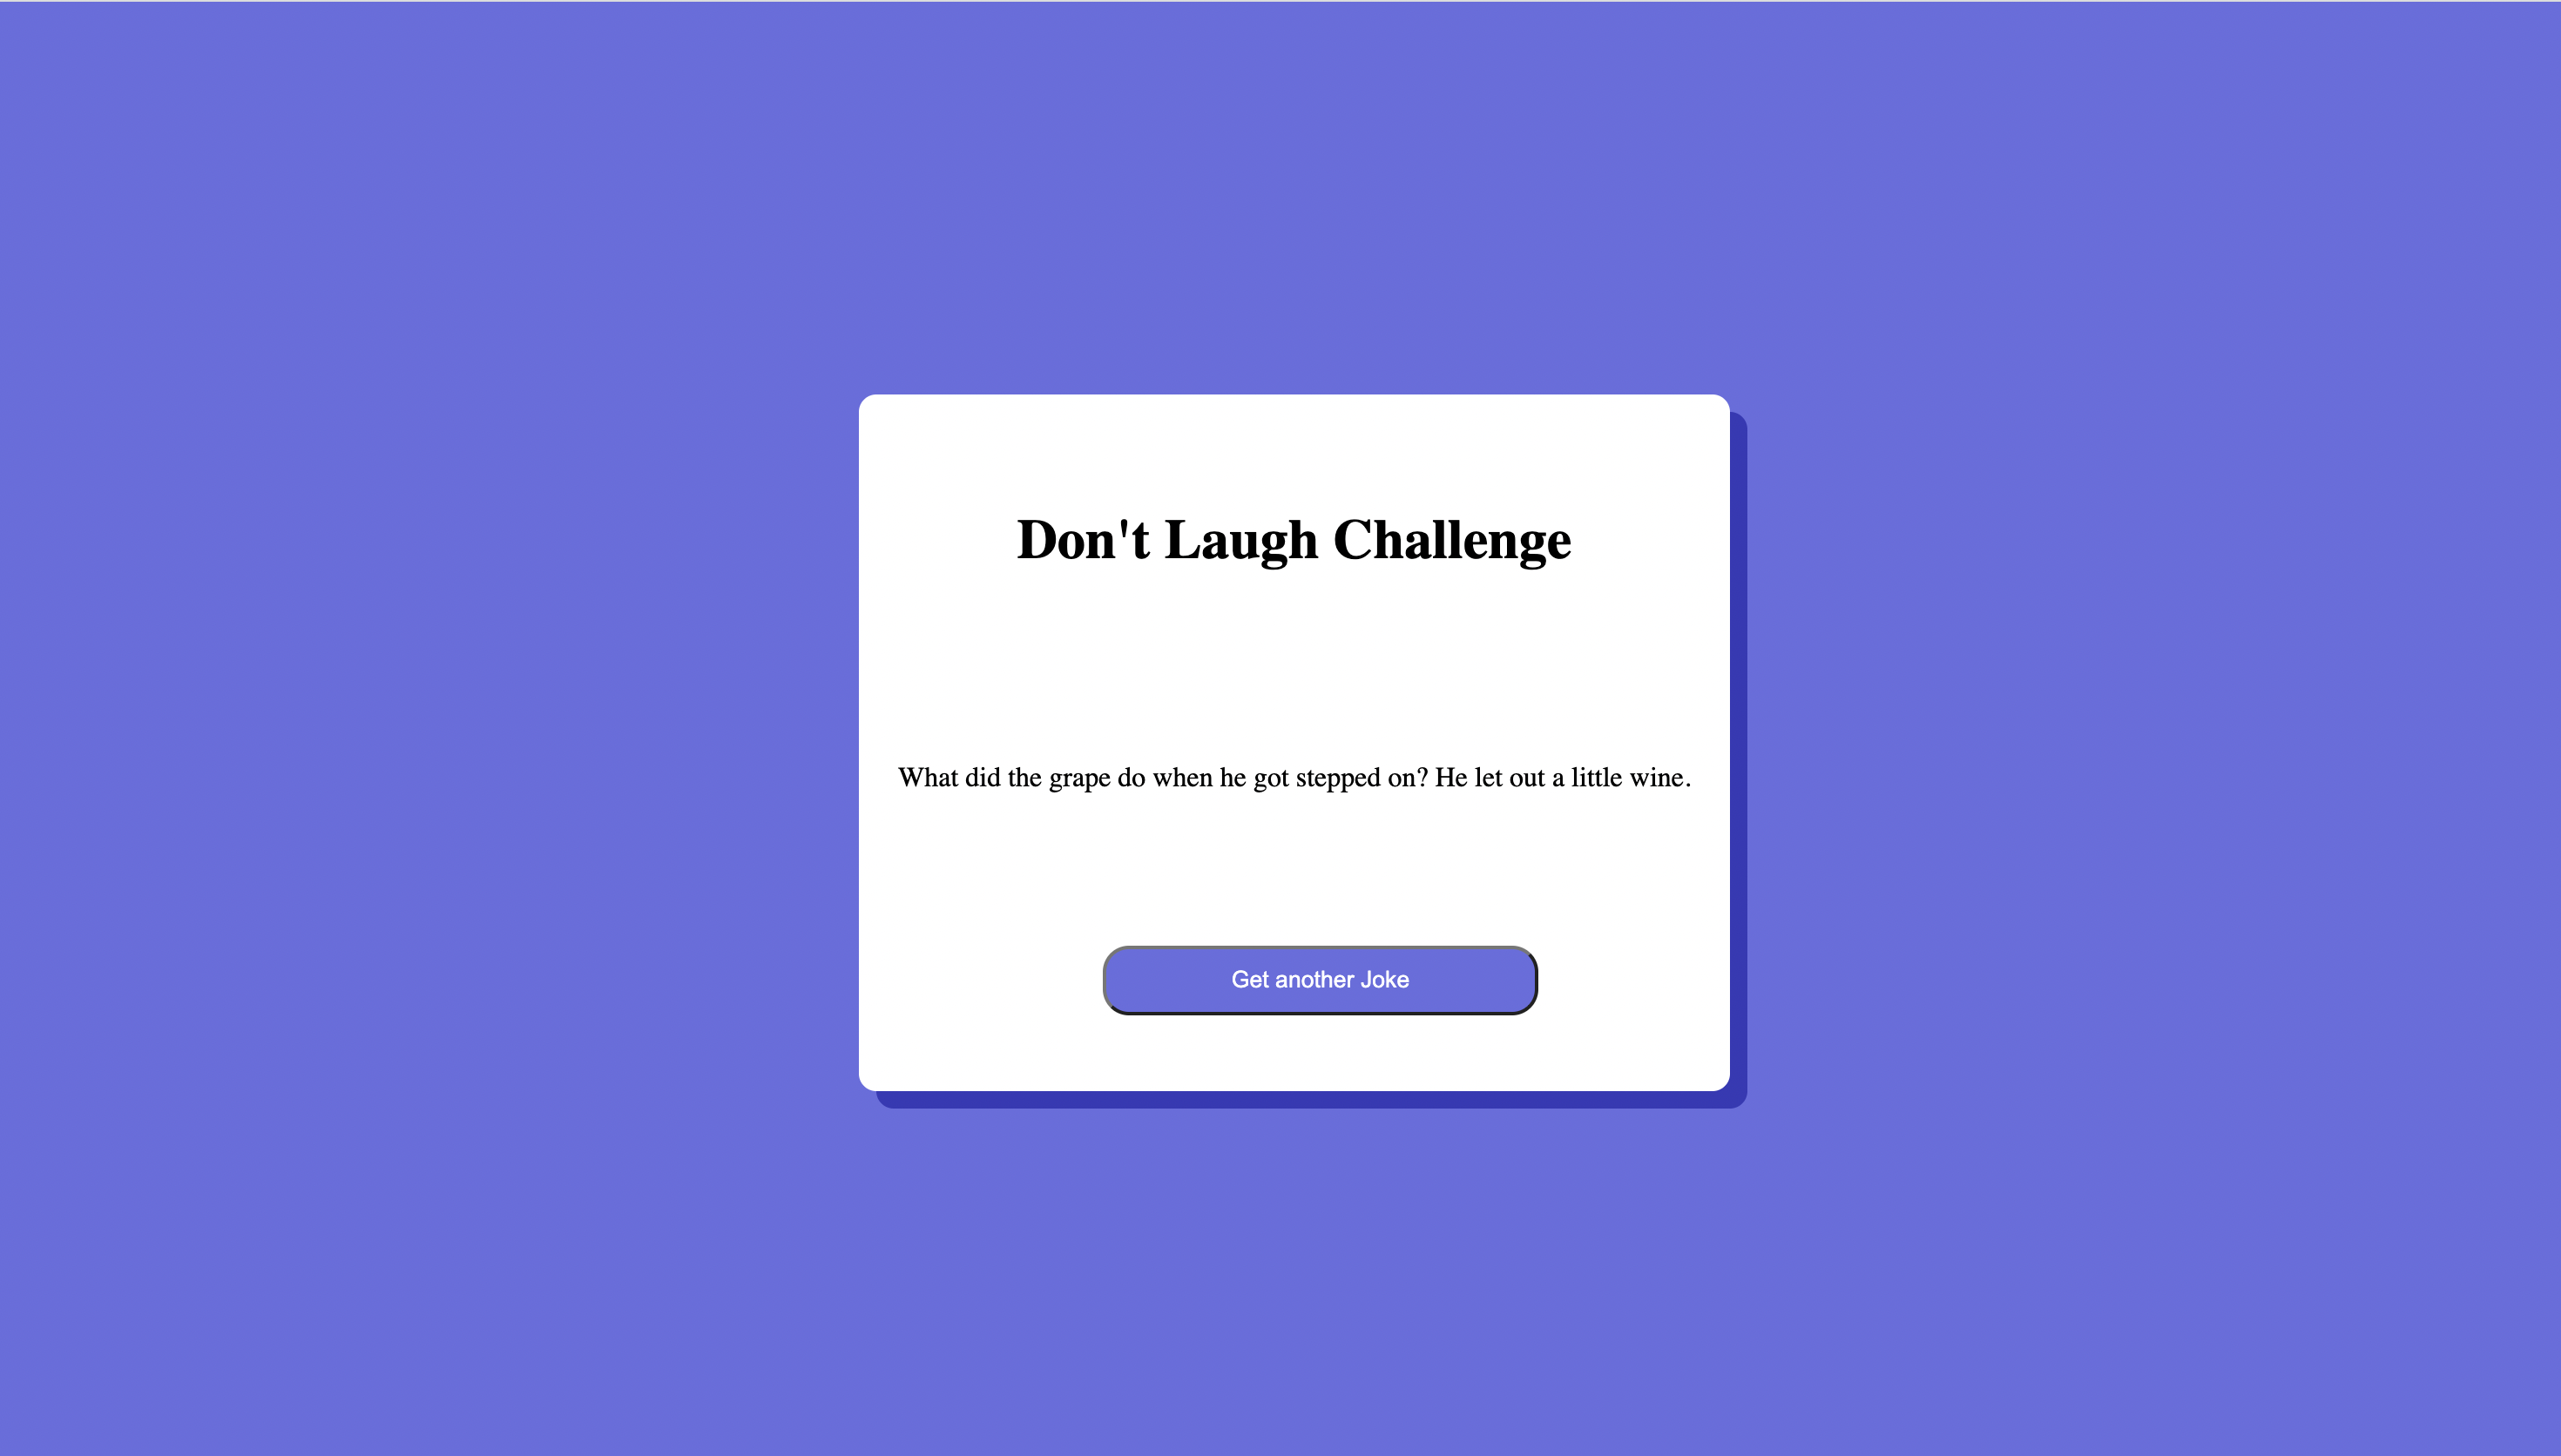 Don't Laugh Challenge
What did the grape do when he got stepped on? He let out a little wine.
Get another Joke